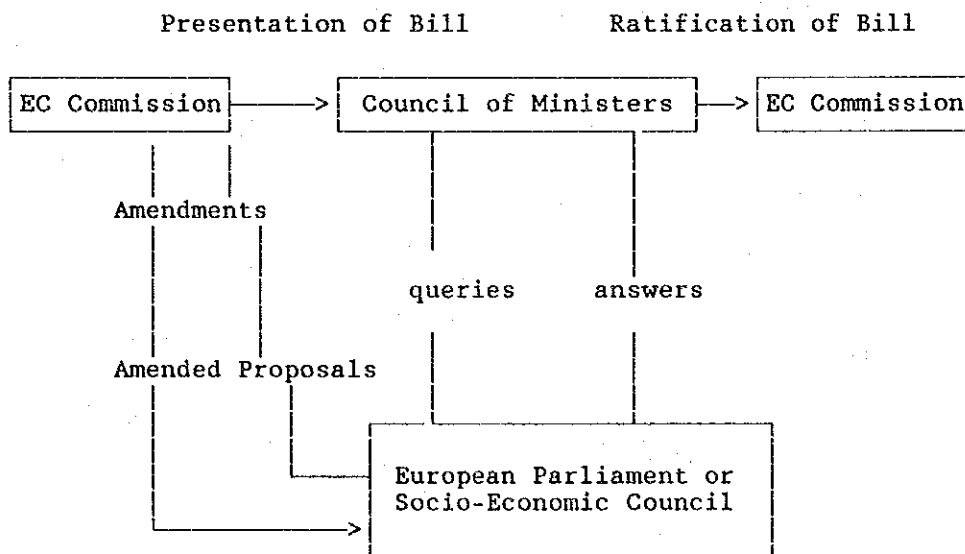 Presentation of Bill Ratification of Bill
EC Commission Council of Ministers EC Commission
Amendments
queries answers
Amended Proposals
European Parliament or
Socio-Economic Council